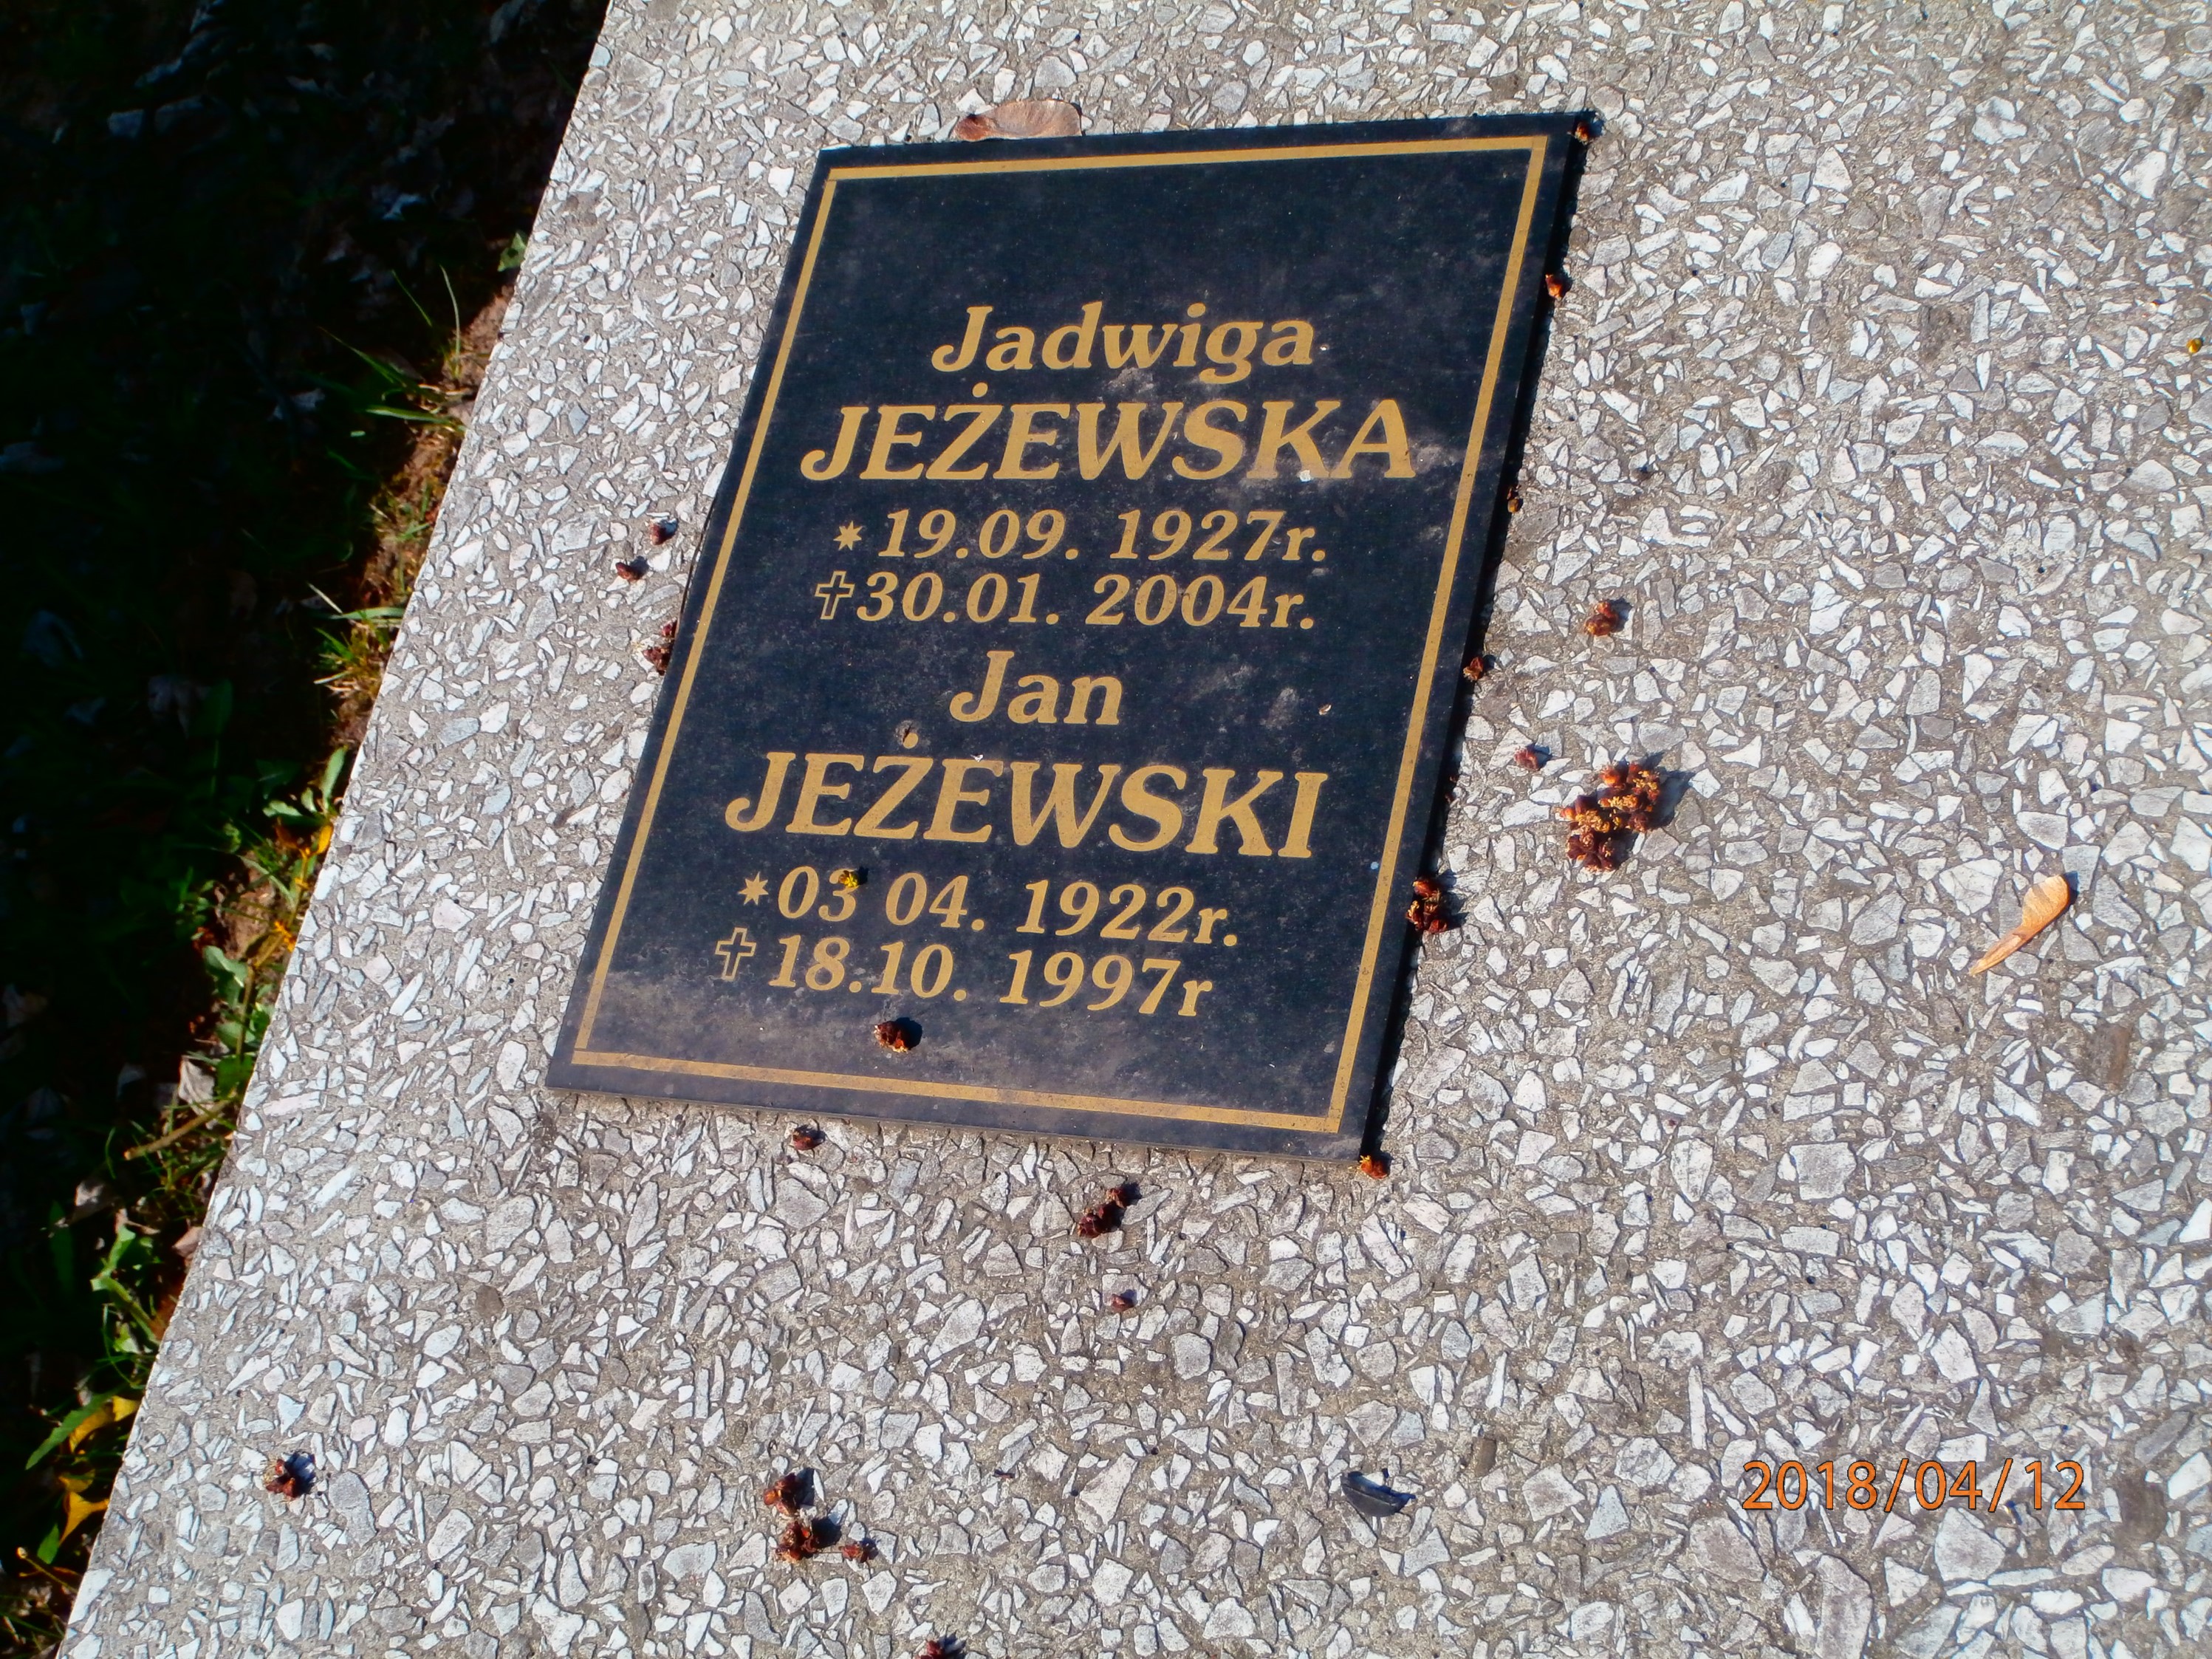 Jadwiga
JEŻEWSKA
* 19.09. 1927r.
✝ 30.01. 2004r.
Jan
JEŻEWSKI
* 03 04. 1922r.
✝ 18.10. 1997r
2018/04/12